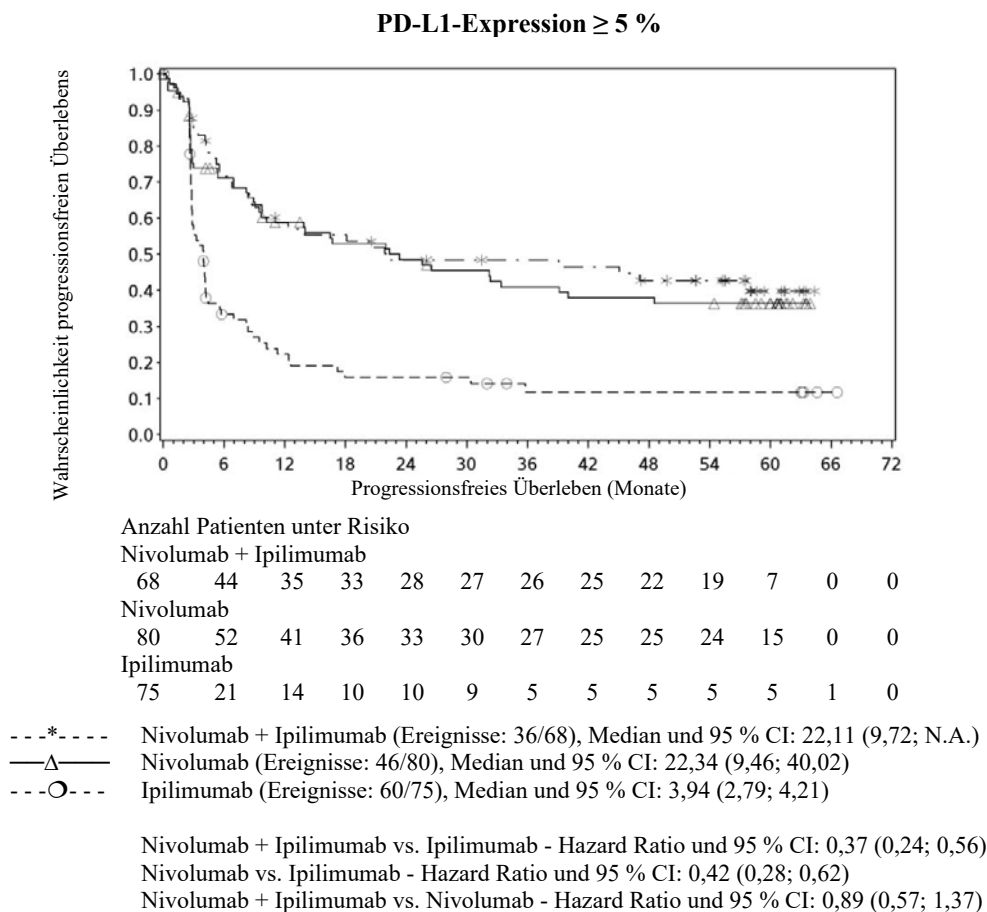 PD-L1-Expression ≥ 5 %
Wahrscheinlichkeit progressionsfreien Überlebens
1.0
0.9
0.8
0.7
0.6
0.5
0.4
0.3
0.2
0.1
0.0
0 6 12 18 24 30 36 42 48 54 60 66 72
Progressionsfreies Überleben (Monate)
Anzahl Patienten unter Risiko
Nivolumab + Ipilimumab
68 44 35 33 28 27 26 25 22 19 7 0 0
Nivolumab
80 52 41 36 33 30 27 25 25 24 15 0 0
Ipilimumab
75 21 14 10 10 9 5 5 5 5 5 1 0
- - -*- - - - Nivolumab + Ipilimumab (Ereignisse: 36/68), Median und 95 % CI: 22,11 (9,72; N.A.)
——Δ—— Nivolumab (Ereignisse: 46/80), Median und 95 % CI: 22,34 (9,46; 40,02)
- - -O- - - Ipilimumab (Ereignisse: 60/75), Median und 95 % CI: 3,94 (2,79; 4,21)
Nivolumab + Ipilimumab vs. Ipilimumab - Hazard Ratio und 95 % CI: 0,37 (0,24; 0,56)
Nivolumab vs. Ipilimumab - Hazard Ratio und 95 % CI: 0,42 (0,28; 0,62)
Nivolumab + Ipilimumab vs. Nivolumab - Hazard Ratio und 95 % CI: 0,89 (0,57; 1,37)